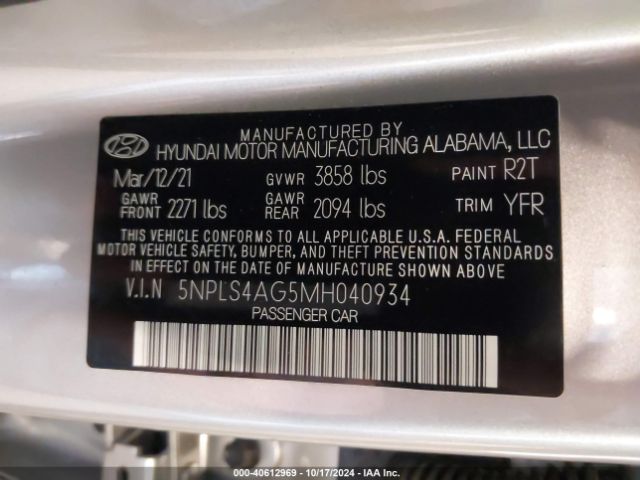 MANUFACTURED BY
HYUNDAI MOTOR MANUFACTURING ALABAMA, LLC
Mar/12/21 GVWR 3858 lbs PAINT R2T
GAWR FRONT 2271 lbs GAWR REAR 2094 lbs TRIM YFR
THIS VEHICLE CONFORMS TO ALL APPLICABLE U.S.A. FEDERAL
MOTOR VEHICLE SAFETY, BUMPER, AND THEFT PREVENTION STANDARDS
IN EFFECT ON THE DATE OF MANUFACTURE SHOWN ABOVE
V.I.N 5NPLS4AG5MH040934
PASSENGER CAR
000-40612969 - 10/17/2024 - IAA Inc.